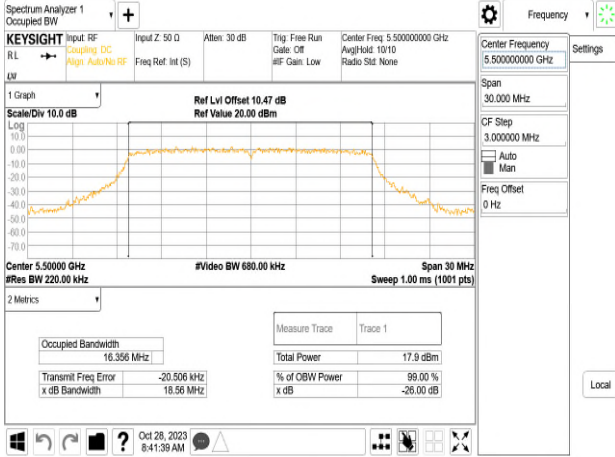 Spectrum Analyzer 1
Occupied BW
+
Frequency
KEYSIGHT
RL
Input: RF
Coupling: DC
Align: Auto/No RF
Input Z: 50 Ω
Freq Ref: Int (S)
Atten: 30 dB
Trig: Free Run
Gate: Off
#IF Gain: Low
Center Freq: 5.500000000 GHz
Avg|Hold: 10/10
Radio Std: None
Center Frequency
5.500000000 GHz
Settings
Span
30.000 MHz
CF Step
3.000000 MHz
Auto
Man
Freq Offset
0 Hz
Local
1 Graph
Scale/Div 10.0 dB
Ref Lvl Offset 10.47 dB
Ref Value 20.00 dBm
Log
10.0
0.00
-10.0
-20.0
-30.0
-40.0
-50.0
-60.0
-70.0
Center 5.50000 GHz
#Video BW 680.00 kHz
Span 30 MHz
#Res BW 220.00 kHz
Sweep 1.00 ms (1001 pts)
2 Metrics
Measure Trace Trace 1
Occupied Bandwidth
16.356 MHz
Total Power 17.9 dBm
Transmit Freq Error -20.506 kHz
% of OBW Power 99.00 %
x dB Bandwidth 18.56 MHz
x dB -26.00 dB
?
Oct 28, 2023
8:41:39 AM